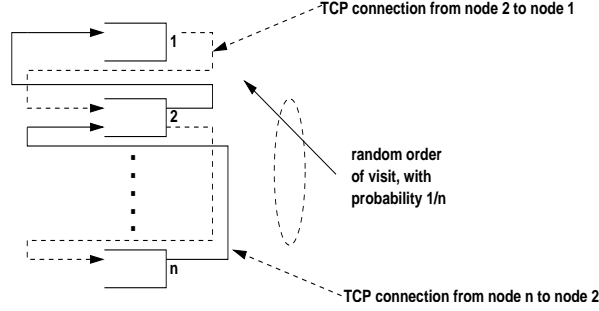 TCP connection from node 2 to node 1
1
2
random order
of visit, with
probability 1/n
n
TCP connection from node n to node 2